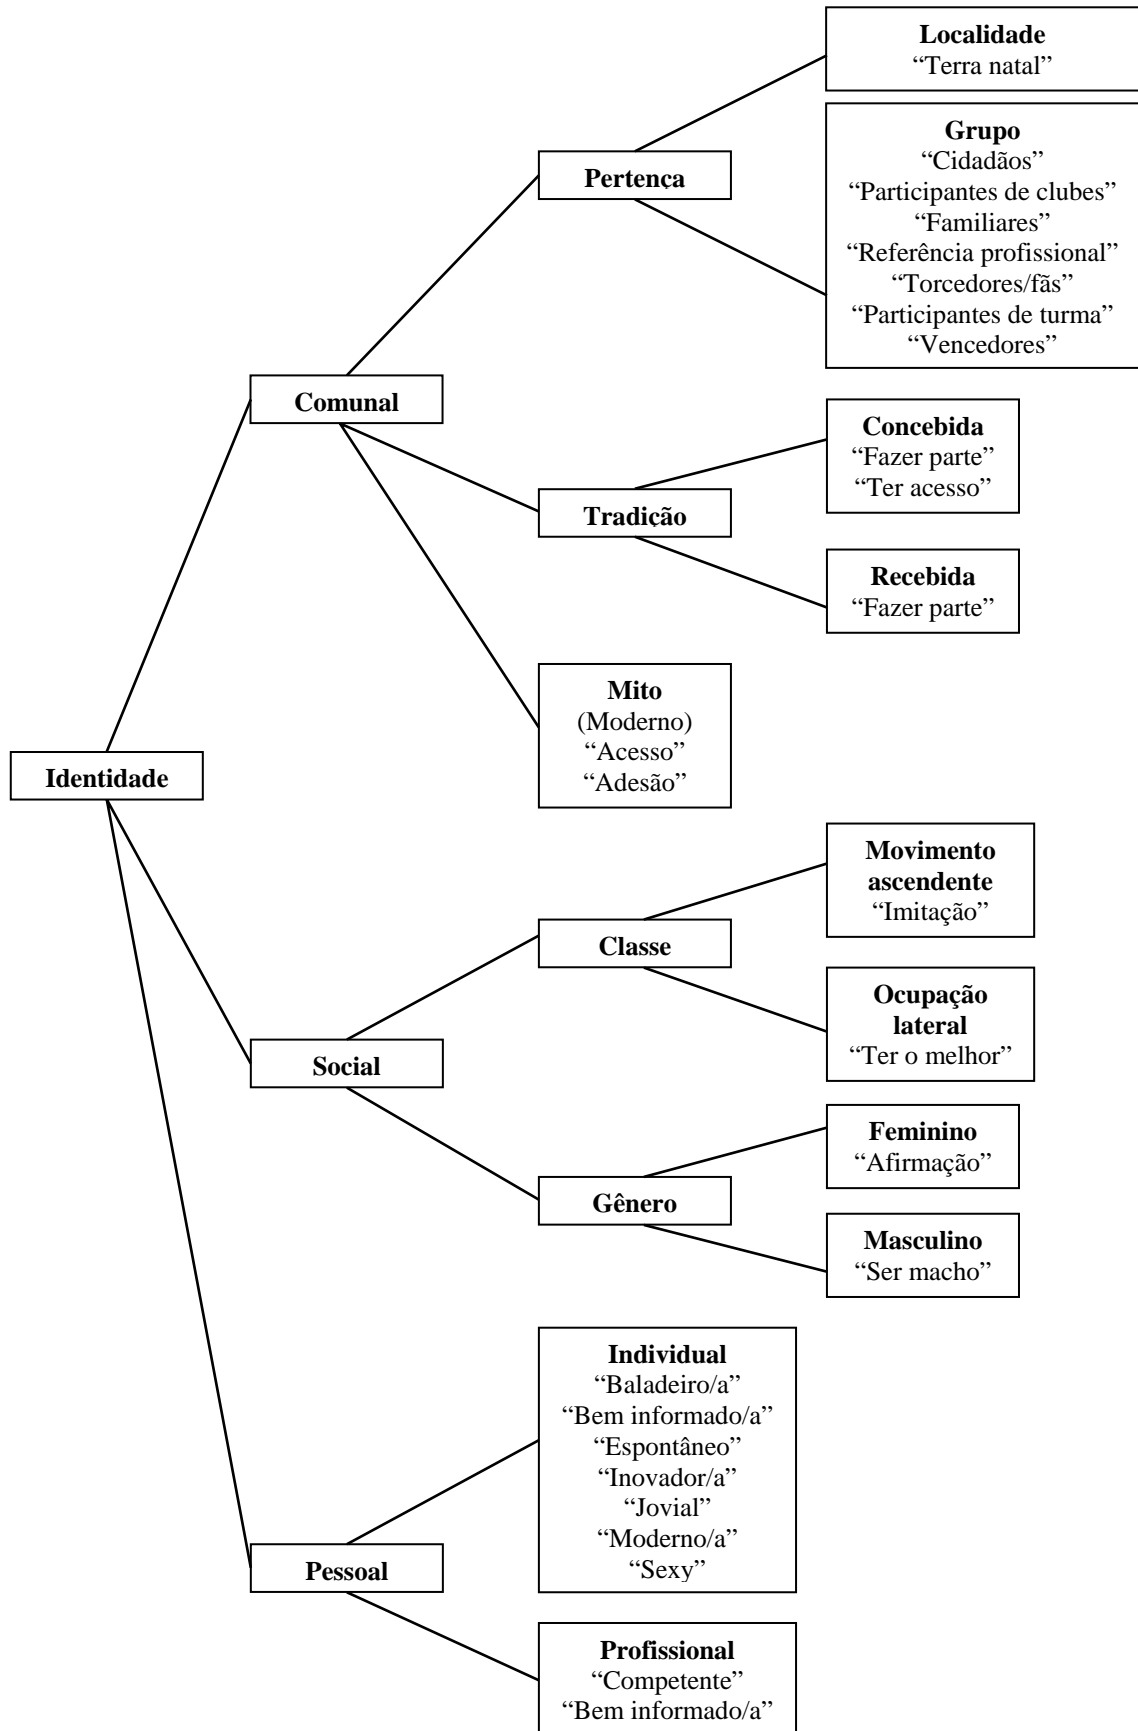 Localidade
“Terra natal”
Grupo
“Cidadãos”
“Participantes de clubes”
“Familiares”
“Referência profissional”
“Torcedores/fãs”
“Participantes de turma”
“Vencedores”
Pertença
Comunal
Concebida
“Fazer parte”
“Ter acesso”
Tradição
Recebida
“Fazer parte”
Mito
(Moderno)
“Acesso”
“Adesão”
Identidade
Movimento
ascendente
“Imitação”
Classe
Ocupação
lateral
“Ter o melhor”
Social
Feminino
“Afirmação”
Gênero
Masculino
“Ser macho”
Individual
“Baladeiro/a”
“Bem informado/a”
“Espontâneo”
“Inovador/a”
“Jovial”
“Moderno/a”
“Sexy”
Pessoal
Profissional
“Competente”
“Bem informado/a”